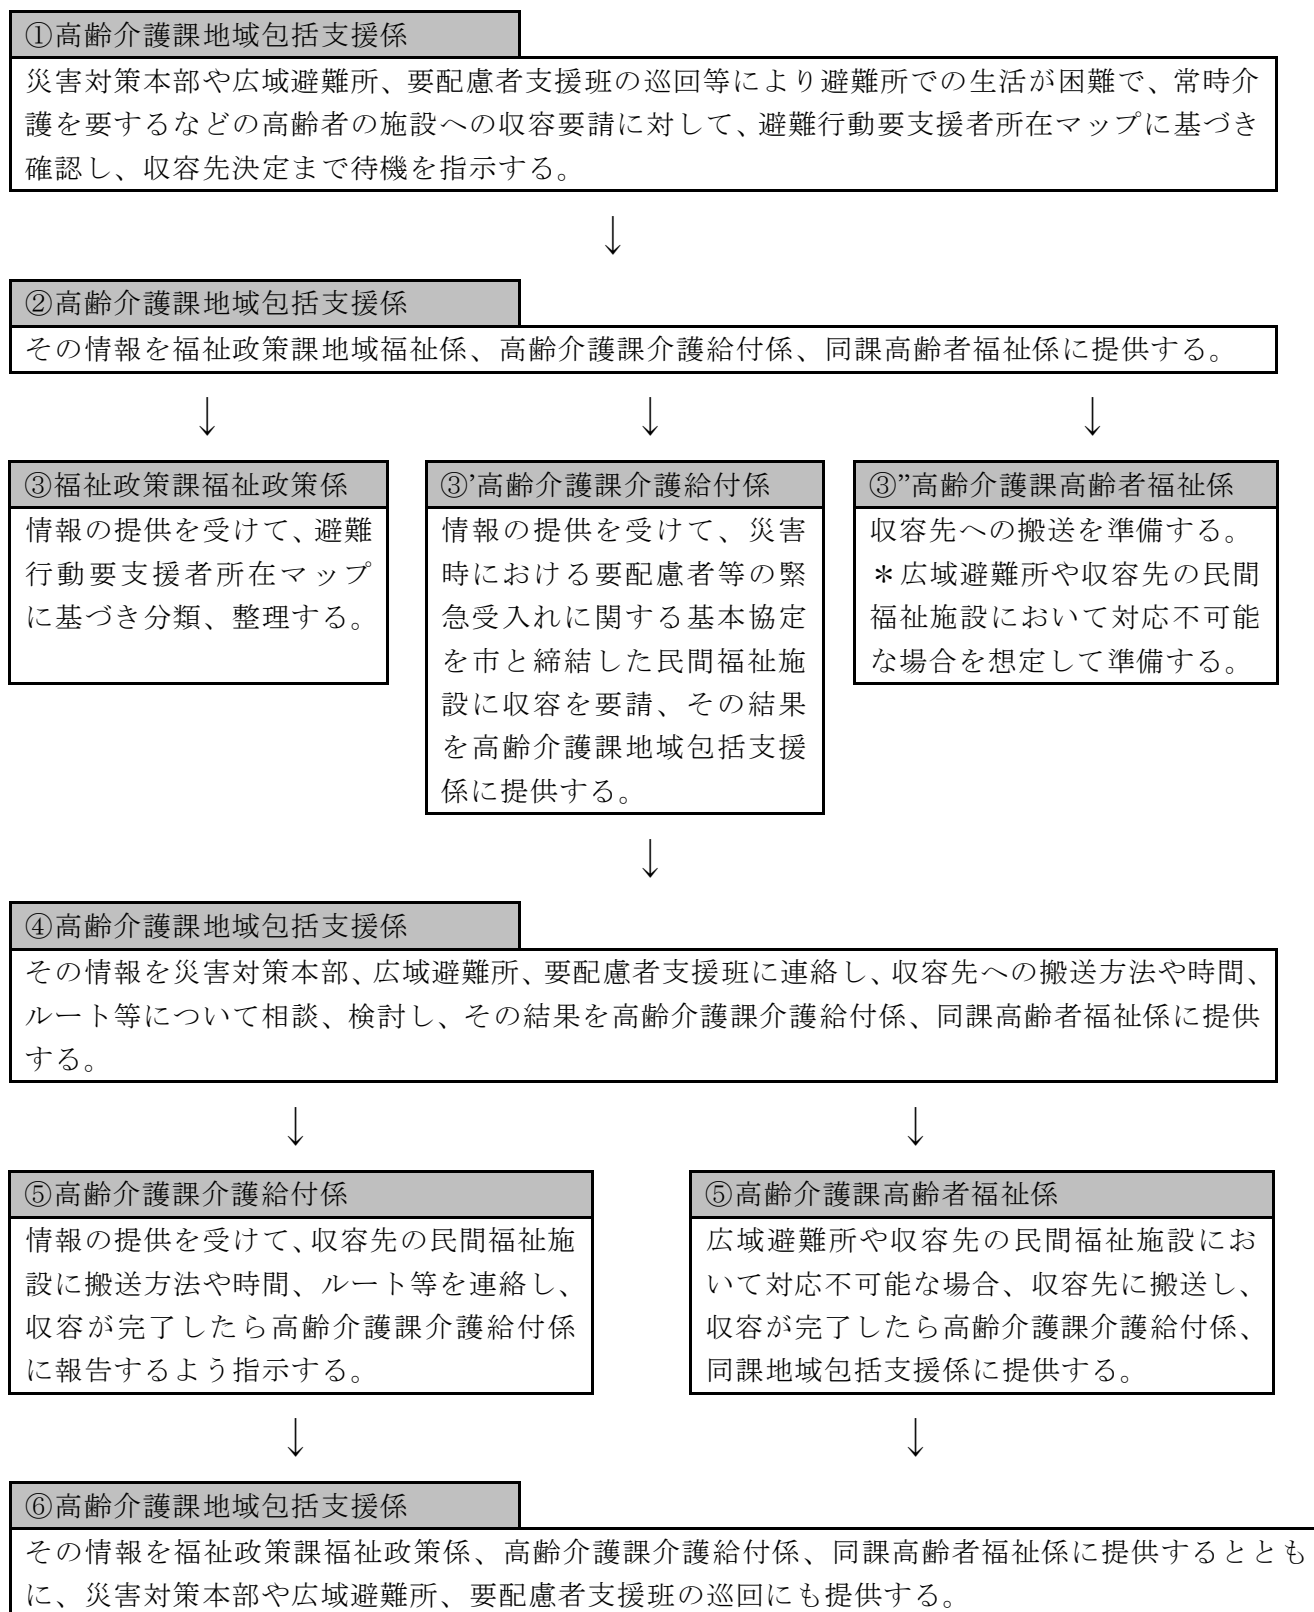 ①高齢介護課地域包括支援係
災害対策本部や広域避難所、要配慮者支援班の巡回等により避難所での生活が困難で、常時介
護を要するなどの高齢者の施設への収容要請に対して、避難行動要支援者所在マップに基づき
確認し、収容先決定まで待機を指示する。
↓
②高齢介護課地域包括支援係
その情報を福祉政策課地域福祉係、高齢介護課介護給付係、同課高齢者福祉係に提供する。
↓
↓
↓
③福祉政策課福祉政策係
情報の提供を受けて、避難
行動要支援者所在マップ
に基づき分類、整理する。
③’高齢介護課介護給付係
情報の提供を受けて、災害
時における要配慮者等の緊
急受入れに関する基本協定
を市と締結した民間福祉施
設に収容を要請、その結果
を高齢介護課地域包括支援
係に提供する。
③”高齢介護課高齢者福祉係
収容先への搬送を準備する。
＊広域避難所や収容先の民間
福祉施設において対応不可能
な場合を想定して準備する。
↓
④高齢介護課地域包括支援係
その情報を災害対策本部、広域避難所、要配慮者支援班に連絡し、収容先への搬送方法や時間、
ルート等について相談、検討し、その結果を高齢介護課介護給付係、同課高齢者福祉係に提供
する。
↓
↓
⑤高齢介護課介護給付係
情報の提供を受けて、収容先の民間福祉施
設に搬送方法や時間、ルート等を連絡し、
収容が完了したら高齢介護課介護給付係
に報告するよう指示する。
⑤高齢介護課高齢者福祉係
広域避難所や収容先の民間福祉施設にお
いて対応不可能な場合、収容先に搬送し、
収容が完了したら高齢介護課介護給付係、
同課地域包括支援係に提供する。
↓
↓
⑥高齢介護課地域包括支援係
その情報を福祉政策課福祉政策係、高齢介護課介護給付係、同課高齢者福祉係に提供するととも
に、災害対策本部や広域避難所、要配慮者支援班の巡回にも提供する。